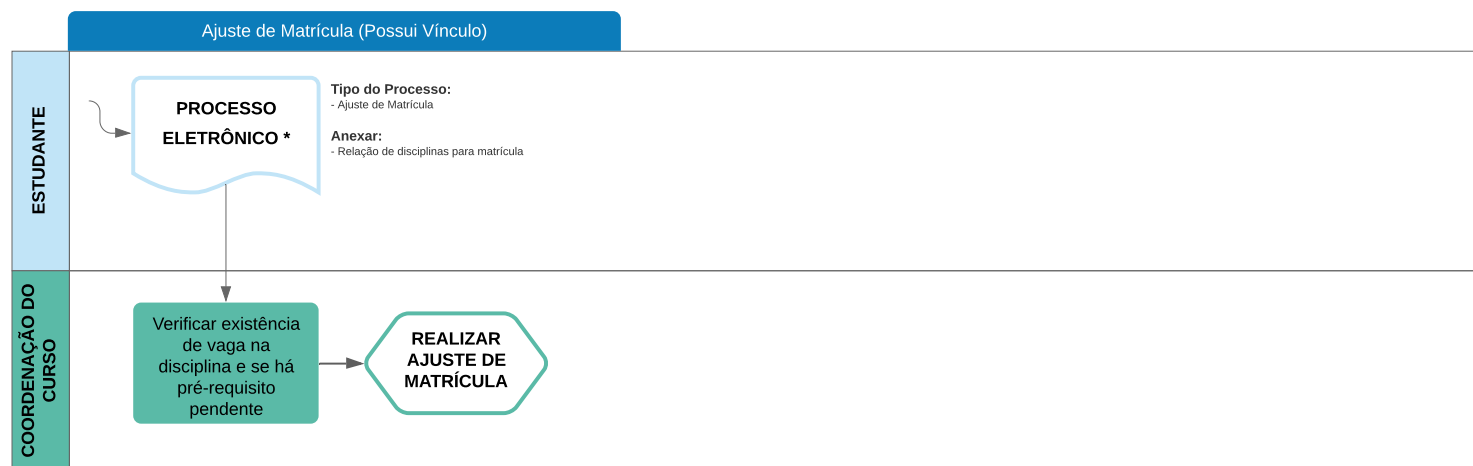 Ajuste de Matrícula (Possui Vínculo)
ESTUDANTE
PROCESSO
ELETRÔNICO *
Tipo do Processo:
- Ajuste de Matrícula
Anexar:
- Relação de disciplinas para matrícula
COORDENAÇÃO DO
CURSO
Verificar existência
de vaga na
disciplina e se há
pré-requisito
pendente
REALIZAR
AJUSTE DE
MATRÍCULA